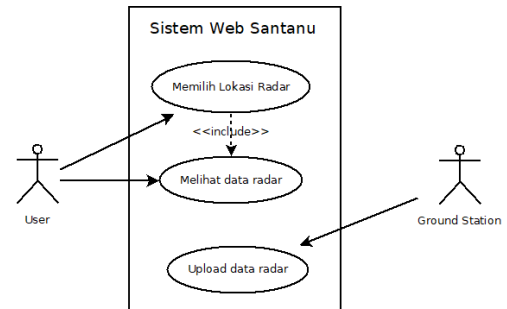 Sistem Web Santanu
Memilih Lokasi Radar
<<include>>
Melihat data radar
User
Ground Station
Upload data radar